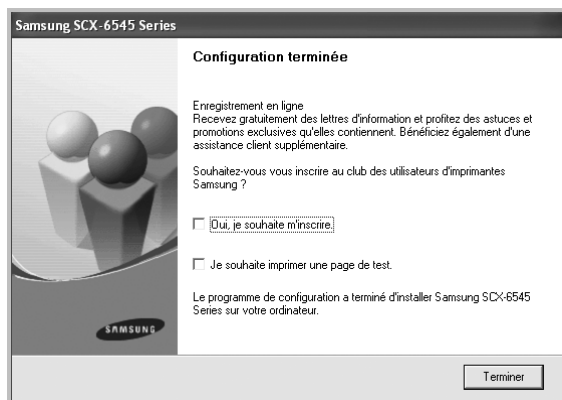 Samsung SCX-6545 Series
Configuration terminée
Enregistrement en ligne
Recevez gratuitement des lettres d'information et profitez des astuces et
promotions exclusives qu'elles contiennent. Bénéficiez également d'une
assistance client supplémentaire.
Souhaitez-vous vous inscrire au club des utilisateurs d'imprimantes
Samsung ?
Oui, je souhaite m'inscrire.
Je souhaite imprimer une page de test.
Le programme de configuration a terminé d'installer Samsung SCX-6545
Series sur votre ordinateur.
SAMSUNG
Terminer